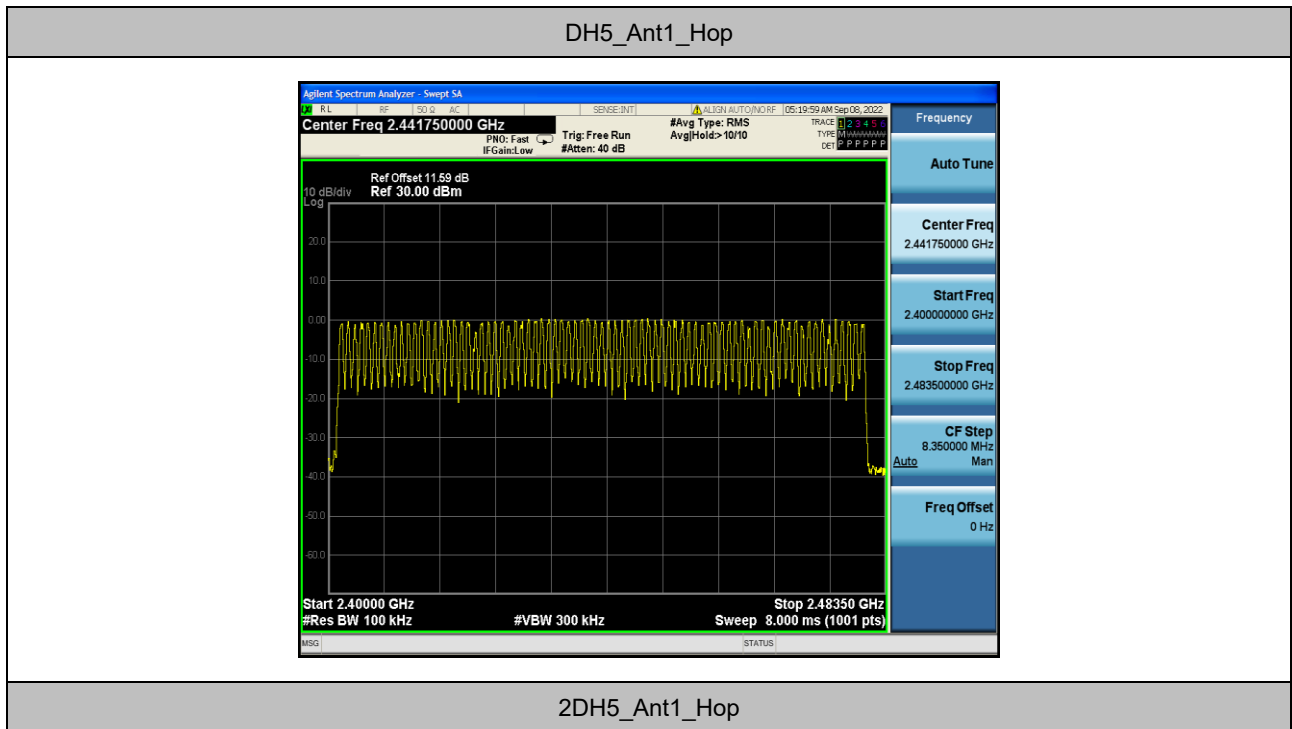 DH5_Ant1_Hop
Agilent Spectrum Analyzer - Swept SA
RL RF 50 Ω AC SENSE:INT ALIGN AUTO/NO RF 05:19:59 AM Sep 08, 2022
Center Freq 2.441750000 GHz
#Avg Type: RMS
TRACE 1 2 3 4 5 6
PNO: Fast
Trig: Free Run
Avg|Hold:>10/10
TYPE M
IFGain:Low
#Atten: 40 dB
DET P P P P P P
Ref Offset 11.59 dB
10 dB/div Ref 30.00 dBm
Log
20.0
10.0
0.00
-10.0
-20.0
-30.0
-40.0
-50.0
-60.0
Start 2.40000 GHz Stop 2.48350 GHz
#Res BW 100 kHz #VBW 300 kHz Sweep 8.000 ms (1001 pts)
MSG STATUS
Frequency
Auto Tune
Center Freq
2.441750000 GHz
Start Freq
2.400000000 GHz
Stop Freq
2.483500000 GHz
CF Step
8.350000 MHz
Auto Man
Freq Offset
0 Hz
2DH5_Ant1_Hop